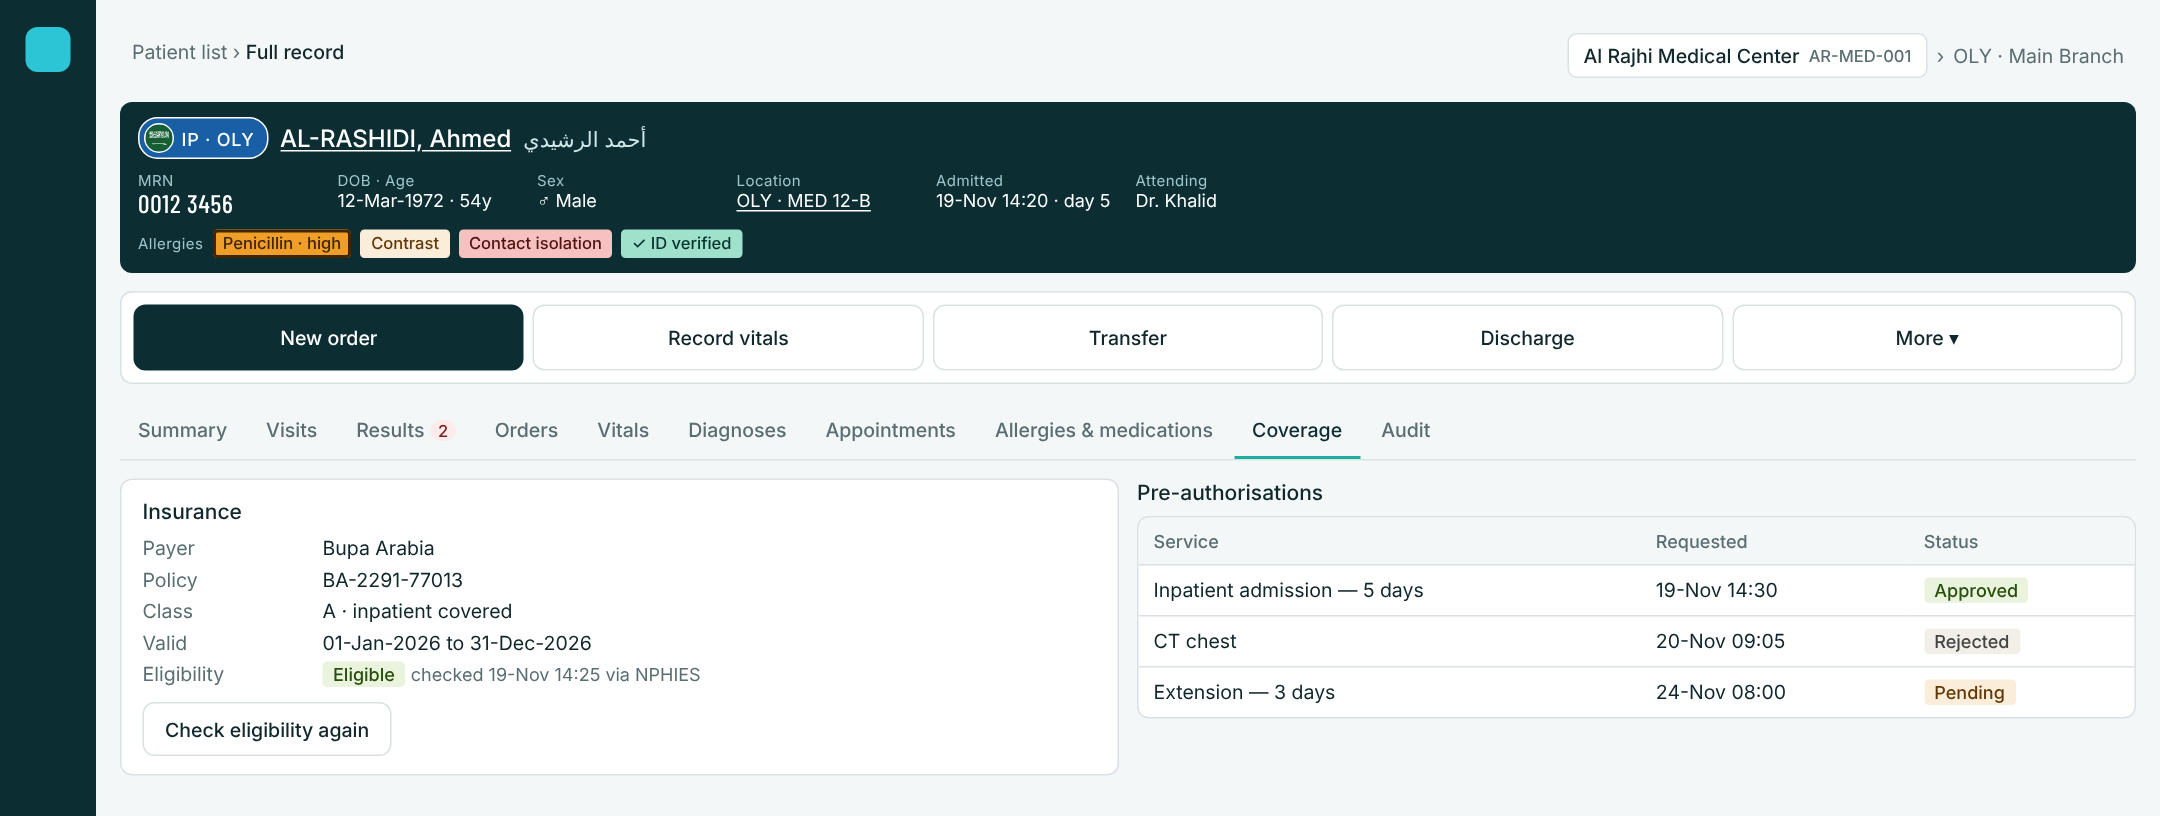 Patient list › Full record
Al Rajhi Medical Center AR-MED-001 › OLY · Main Branch
IP · OLY AL-RASHIDI, Ahmed أحمد الرشيدي
MRN DOB · Age Sex Location Admitted Attending
0012 3456 12-Mar-1972 · 54y ♂ Male OLY · MED 12-B 19-Nov 14:20 · day 5 Dr. Khalid
Allergies Penicillin · high Contrast Contact isolation ✓ ID verified
New order Record vitals Transfer Discharge More ▾
Summary Visits Results 2 Orders Vitals Diagnoses Appointments Allergies & medications Coverage Audit
Insurance
Payer Bupa Arabia
Policy BA-2291-77013
Class A · inpatient covered
Valid 01-Jan-2026 to 31-Dec-2026
Eligibility Eligible checked 19-Nov 14:25 via NPHIES
Check eligibility again
Pre-authorisations
Service Requested Status
Inpatient admission — 5 days 19-Nov 14:30 Approved
CT chest 20-Nov 09:05 Rejected
Extension — 3 days 24-Nov 08:00 Pending